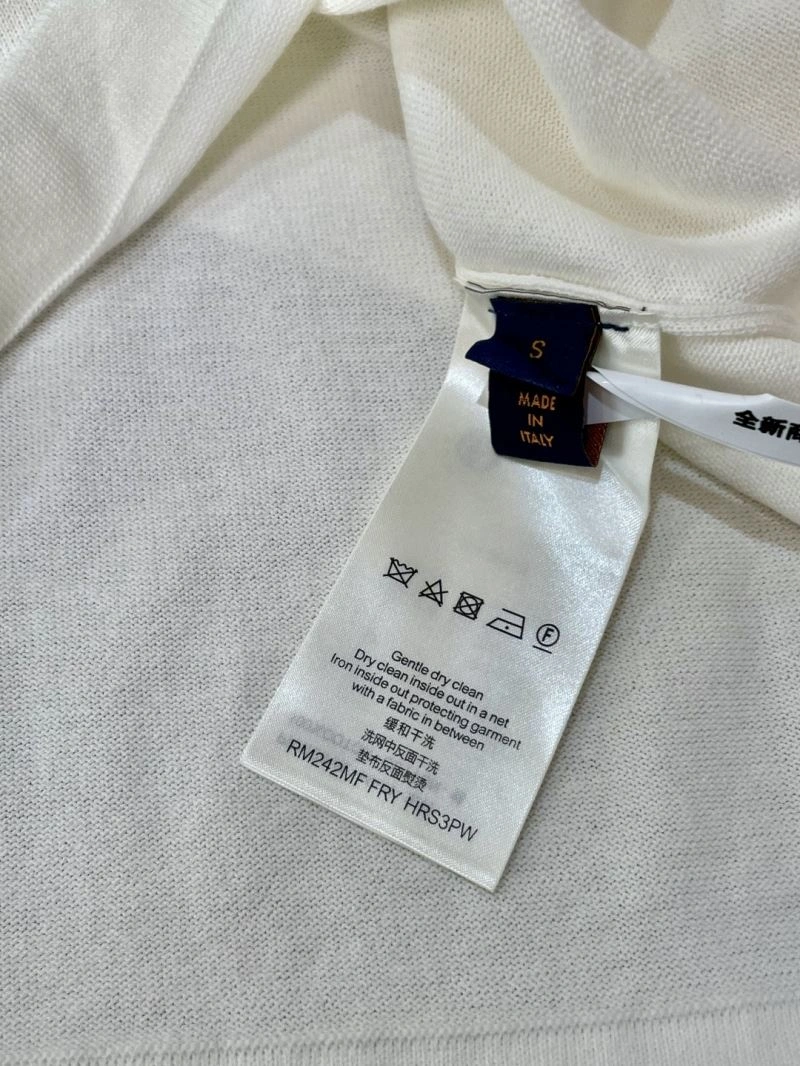 S
MADE
IN
ITALY
全新商
F
Gentle dry clean
Dry clean inside out in a net
Iron inside out protecting garment
with a fabric in between
缓和干洗
洗网中反面干洗
垫布反面熨烫
RM242MF FRY HRS3PW